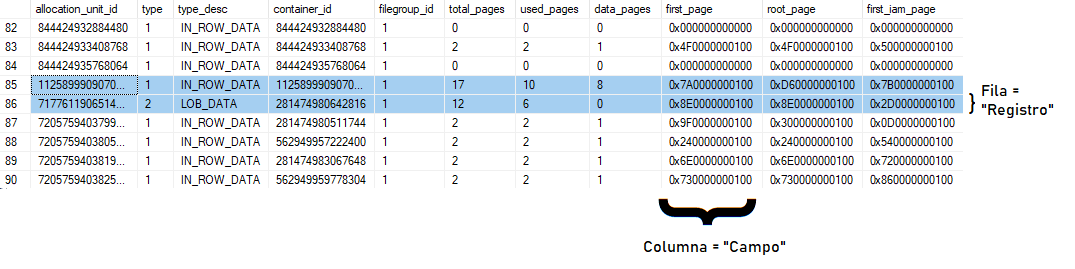 allocation_unit_id type type_desc container_id filegroup_id total_pages used_pages data_pages first_page root_page first_iam_page
82 844424932884480 1 IN_ROW_DATA 844424932884480 1 0 0 0 0x000000000000 0x000000000000 0x000000000000
83 844424933408768 1 IN_ROW_DATA 844424933408768 1 2 2 1 0x4F0000000100 0x4F0000000100 0x500000000100
84 844424935768064 1 IN_ROW_DATA 844424935768064 1 0 0 0 0x000000000000 0x000000000000 0x000000000000
85 1125899909070... 1 IN_ROW_DATA 1125899909070... 1 17 10 8 0x7A0000000100 0xD60000000100 0x7B0000000100
86 7177611906514... 2 LOB_DATA 281474980642816 1 12 6 0 0x8E0000000100 0x8E0000000100 0x2D0000000100
87 7205759403799... 1 IN_ROW_DATA 281474980511744 1 2 2 1 0x9F0000000100 0x300000000100 0x0D0000000100
88 7205759403805... 1 IN_ROW_DATA 562949957222400 1 2 2 1 0x240000000100 0x240000000100 0x540000000100
89 7205759403819... 1 IN_ROW_DATA 281474983067648 1 2 2 1 0x6E0000000100 0x6E0000000100 0x720000000100
90 7205759403825... 1 IN_ROW_DATA 562949959778304 1 2 2 1 0x730000000100 0x730000000100 0x860000000100
Fila =
"Registro"
Columna = "Campo"